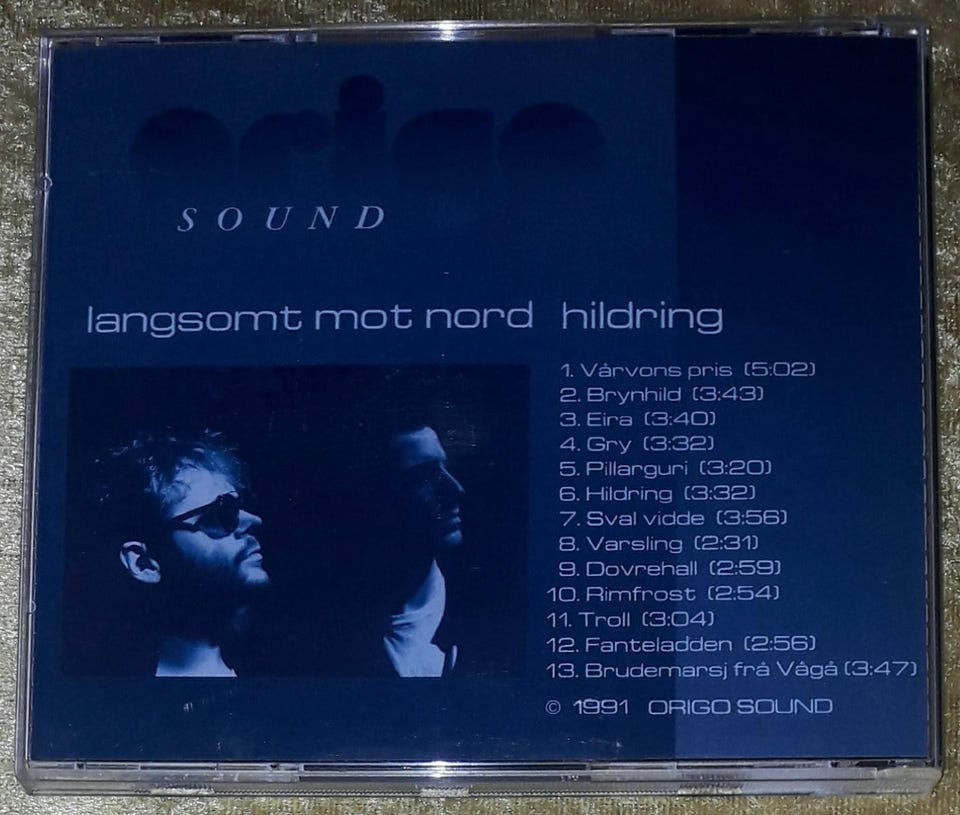 origo
SOUND
langsomt mot nord hildring
1. Vårvons pris (5:02)
2. Brynhild (3:43)
3. Eira (3:40)
4. Gry (3:32)
5. Pillarguri (3:20)
6. Hildring (3:32)
7. Sval vidde (3:56)
8. Varsling (2:31)
9. Dovrehall (2:59)
10. Rimfrost (2:54)
11. Troll (3:04)
12. Fanteladden (2:56)
13. Brudemarsj frå Vågå (3:47)
© 1991 ORIGO SOUND